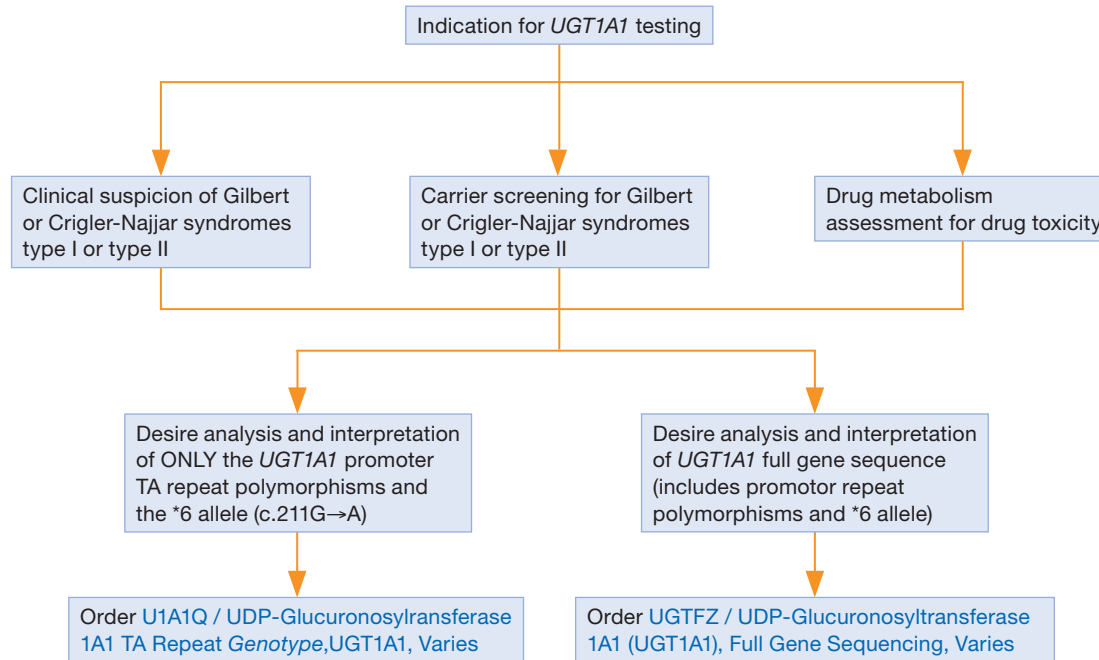 Indication for UGT1A1 testing
Clinical suspicion of Gilbert
or Crigler-Najjar syndromes
type I or type II
Carrier screening for Gilbert
or Crigler-Najjar syndromes
type I or type II
Drug metabolism
assessment for drug toxicity
Desire analysis and interpretation
of ONLY the UGT1A1 promoter
TA repeat polymorphisms and
the *6 allele (c.211G→A)
Desire analysis and interpretation
of UGT1A1 full gene sequence
(includes promotor repeat
polymorphisms and *6 allele)
Order U1A1Q / UDP-Glucuronosylransferase
1A1 TA Repeat Genotype,UGT1A1, Varies
Order UGTFZ / UDP-Glucuronosyltransferase
1A1 (UGT1A1), Full Gene Sequencing, Varies